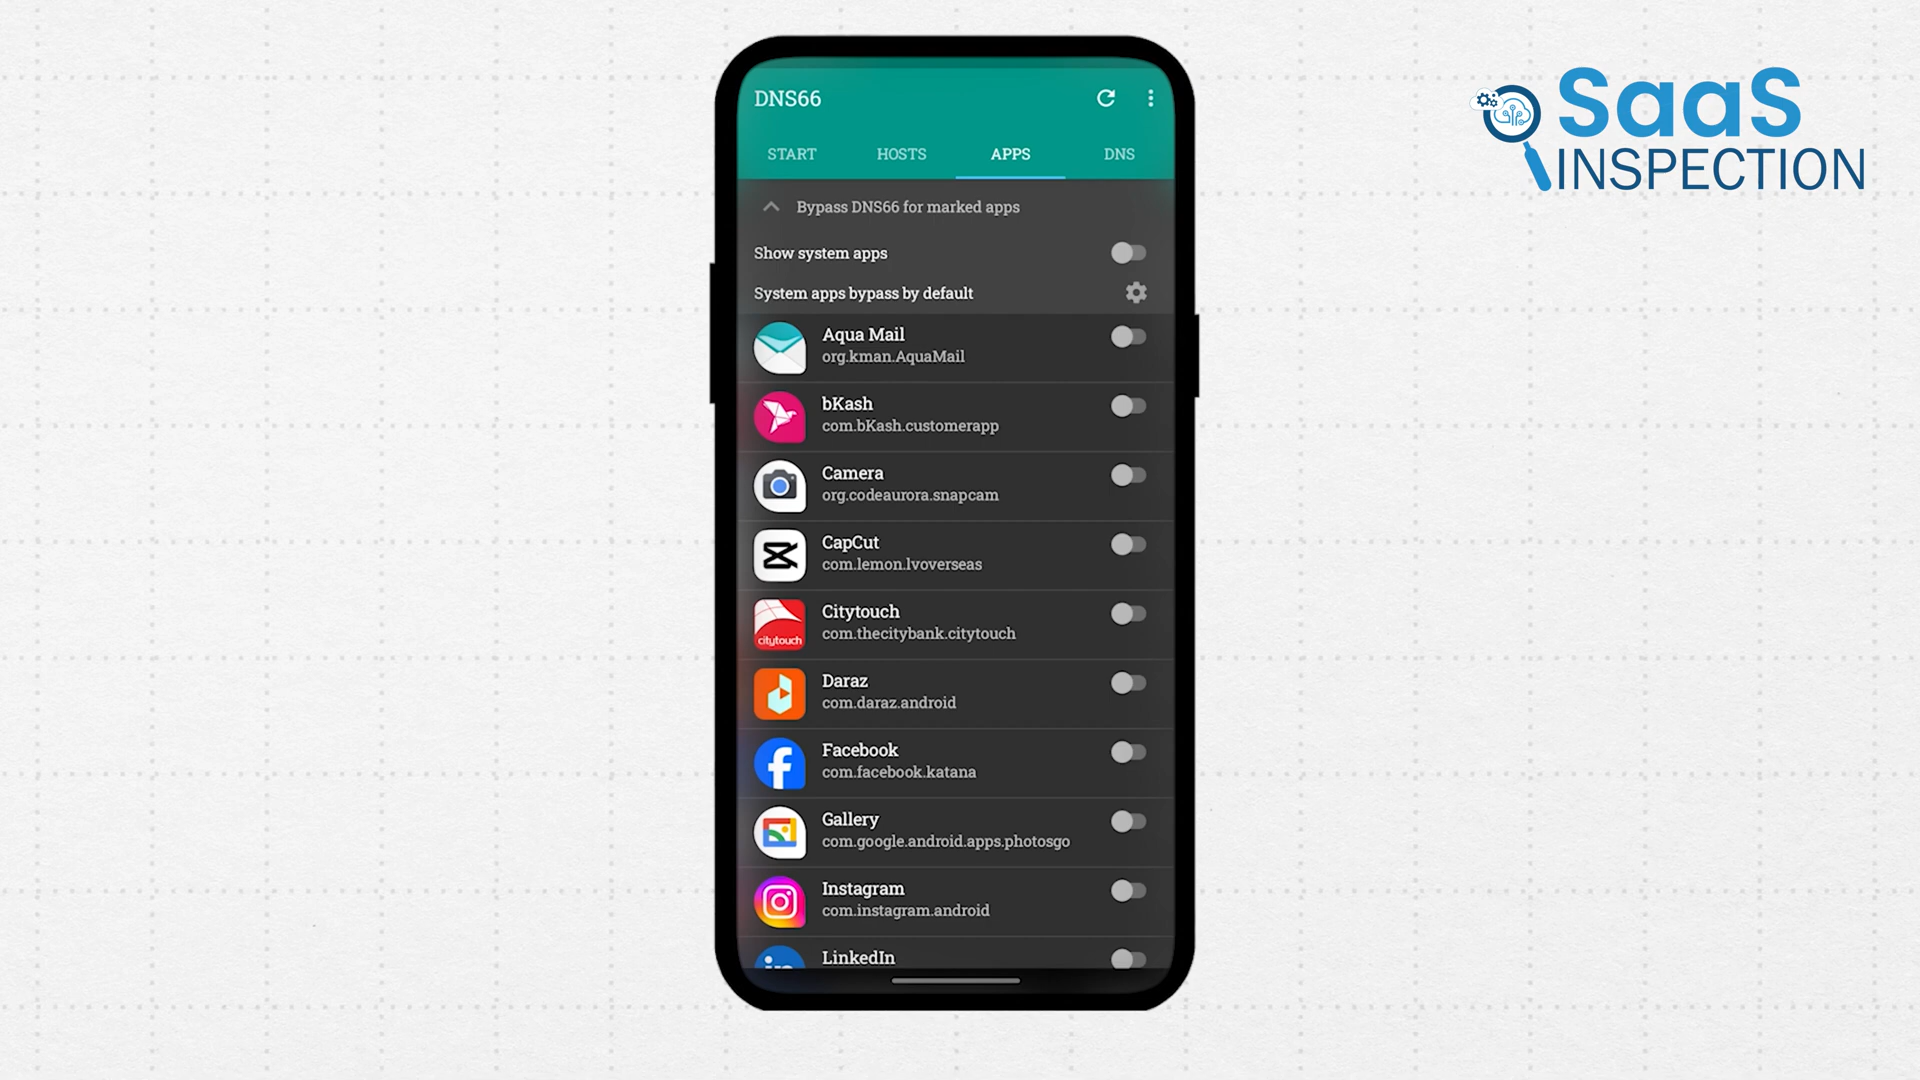 SaaS
INSPECTION
DNS66
START HOSTS APPS DNS
Bypass DNS66 for marked apps
Show system apps
System apps bypass by default
Aqua Mail
org.kman.AquaMail
bKash
com.bKash.customerapp
Camera
org.codeaurora.snapcam
CapCut
com.lemon.lvoverseas
citytouch
Citytouch
com.thecitybank.citytouch
Daraz
com.daraz.android
Facebook
com.facebook.katana
Gallery
com.google.android.apps.photosgo
Instagram
com.instagram.android
in
LinkedIn